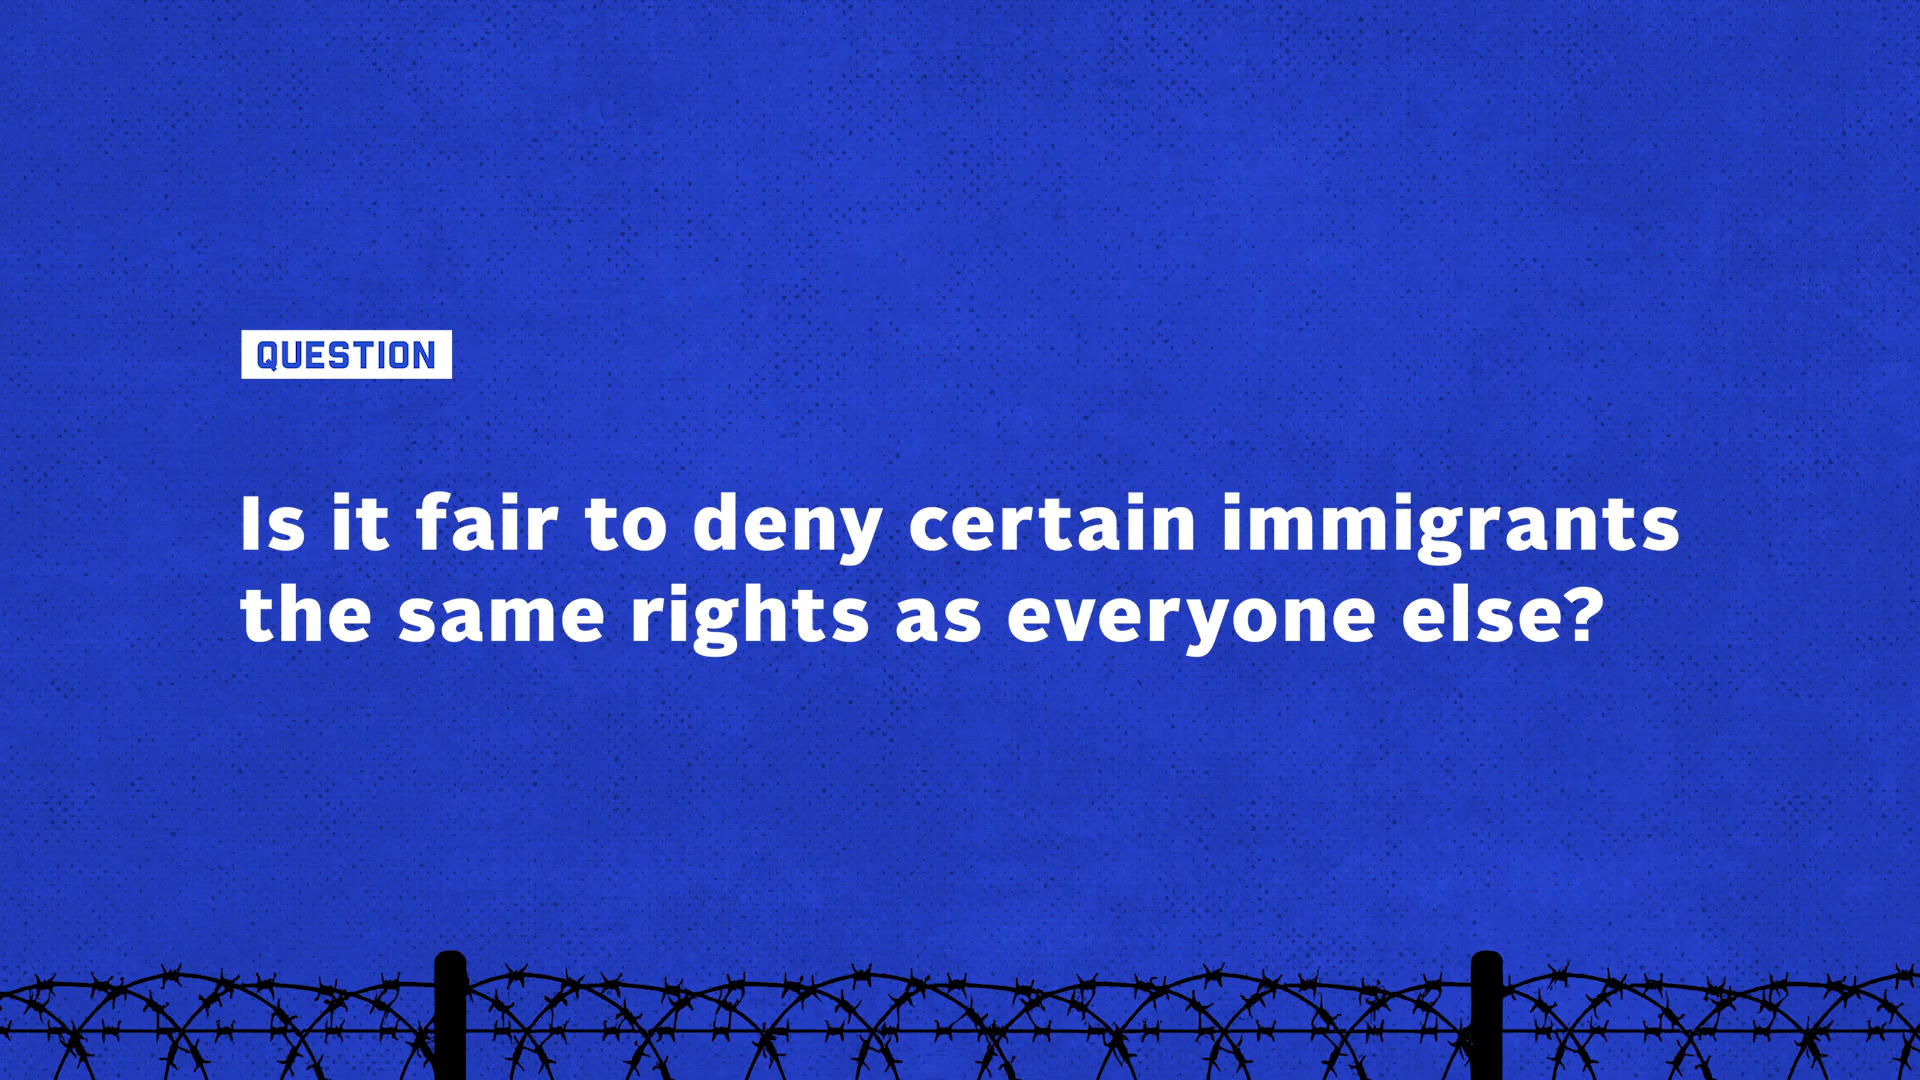 QUESTION
Is it fair to deny certain immigrants
the same rights as everyone else?